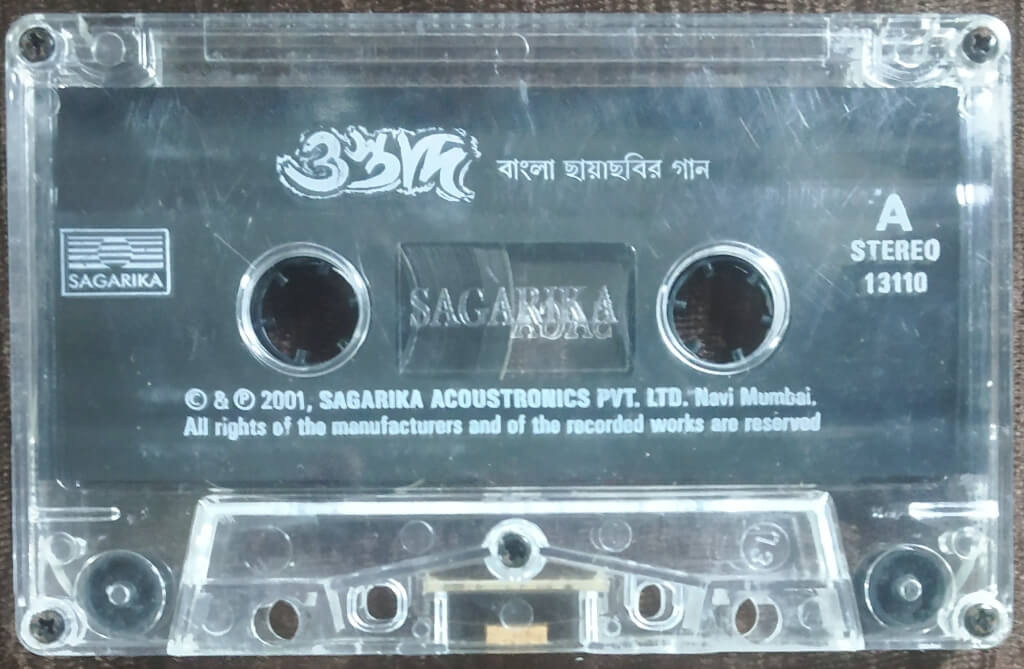 ওস্তাদ বাংলা ছায়াছবির গান
A
STEREO
13110
SAGARIKA
SAGARIKA
© & ℗ 2001, SAGARIKA ACOUSTRONICS PVT. LTD. Navi Mumbai.
All rights of the manufacturers and of the recorded works are reserved
13